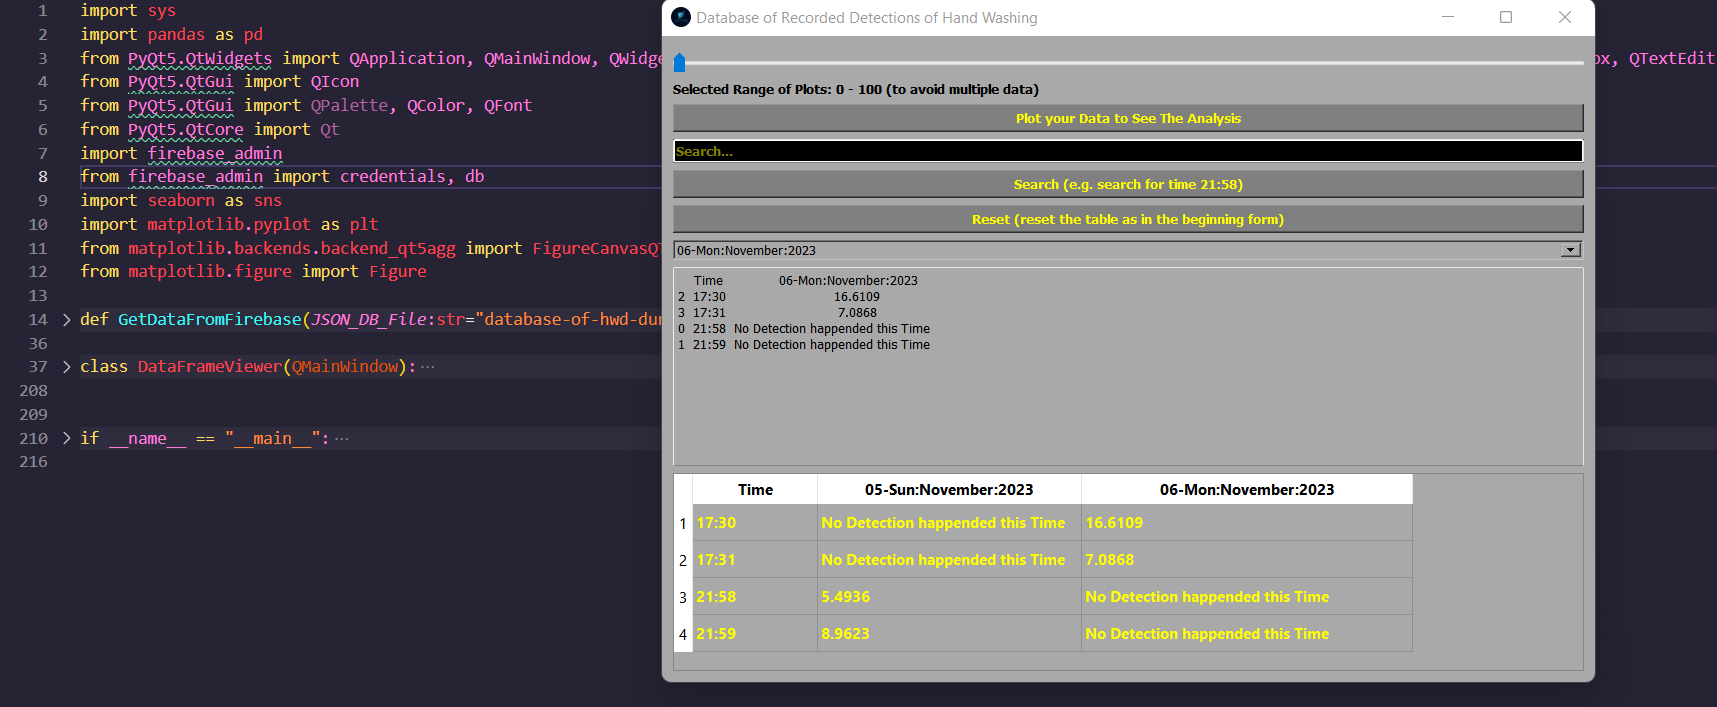 1 import sys
2 import pandas as pd
3 from PyQt5.QtWidgets import QApplication, QMainWindow, QWidge
ox, QTextEdit
4 from PyQt5.QtGui import QIcon
5 from PyQt5.QtGui import QPalette, QColor, QFont
6 from PyQt5.QtCore import Qt
7 import firebase_admin
8 from firebase_admin import credentials, db
9 import seaborn as sns
10 import matplotlib.pyplot as plt
11 from matplotlib.backends.backend_qt5agg import FigureCanvasQT
12 from matplotlib.figure import Figure
13
14 def GetDataFromFirebase(JSON_DB_File:str="database-of-hwd-dur
36
37 class DataFrameViewer(QMainWindow):···
208
209
210 if __name__ == "__main__":···
216
Database of Recorded Detections of Hand Washing
Selected Range of Plots: 0 - 100 (to avoid multiple data)
Plot your Data to See The Analysis
Search...
Search (e.g. search for time 21:58)
Reset (reset the table as in the beginning form)
06-Mon:November:2023
Time 06-Mon:November:2023
2 17:30 16.6109
3 17:31 7.0868
0 21:58 No Detection happended this Time
1 21:59 No Detection happended this Time
Time 05-Sun:November:2023 06-Mon:November:2023
1 17:30 No Detection happended this Time 16.6109
2 17:31 No Detection happended this Time 7.0868
3 21:58 5.4936 No Detection happended this Time
4 21:59 8.9623 No Detection happended this Time